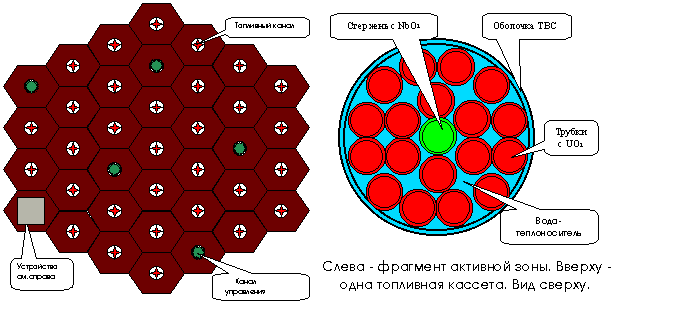 Топливный канал
Стержень с NbO₂
Оболочка ТВС
Трубки
с UO₂
Вода-
теплоноситель
Устройства
см.справа
Канал
управления
Слева - фрагмент активной зоны. Вверху -
одна топливная кассета. Вид сверху.